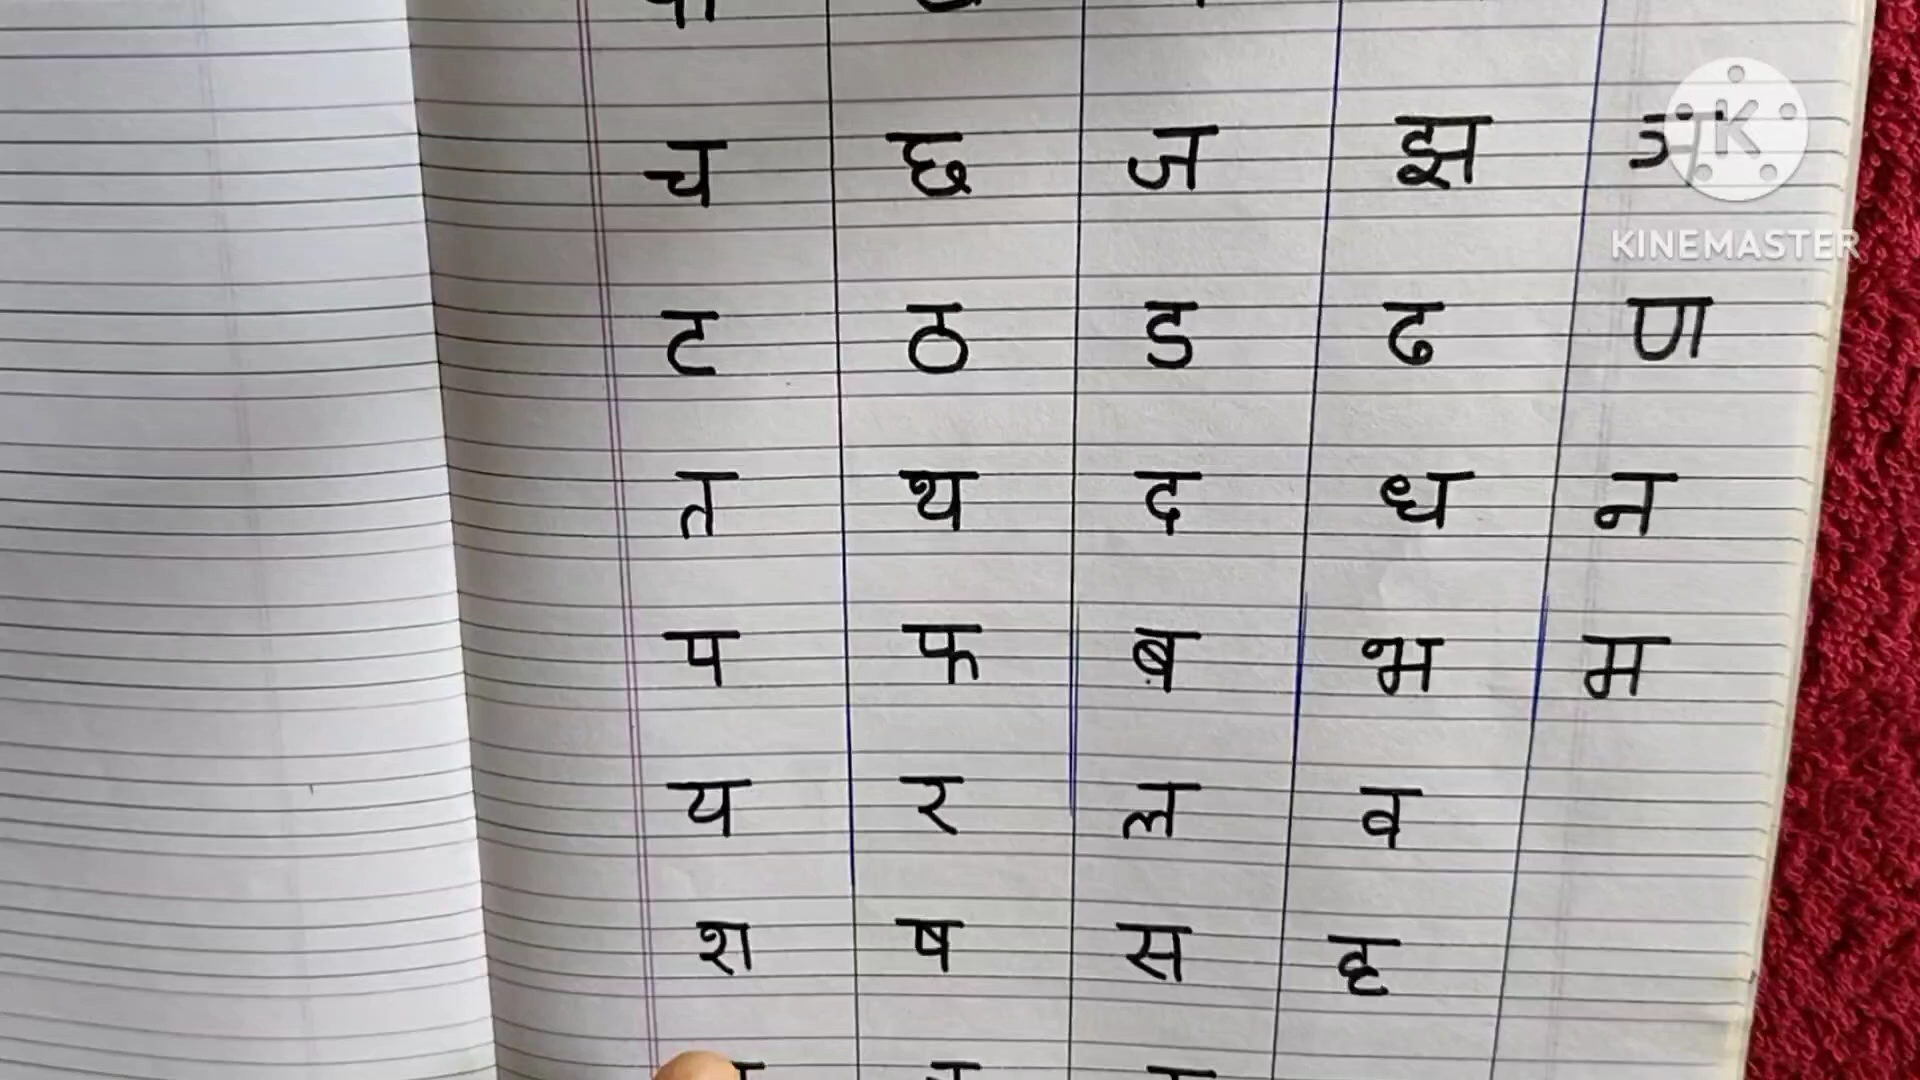 च छ ज झ ञ
KINEMASTER
ट ठ ड ढ ण
त थ द ध न
प फ ब भ म
य र ल व
श ष स ह